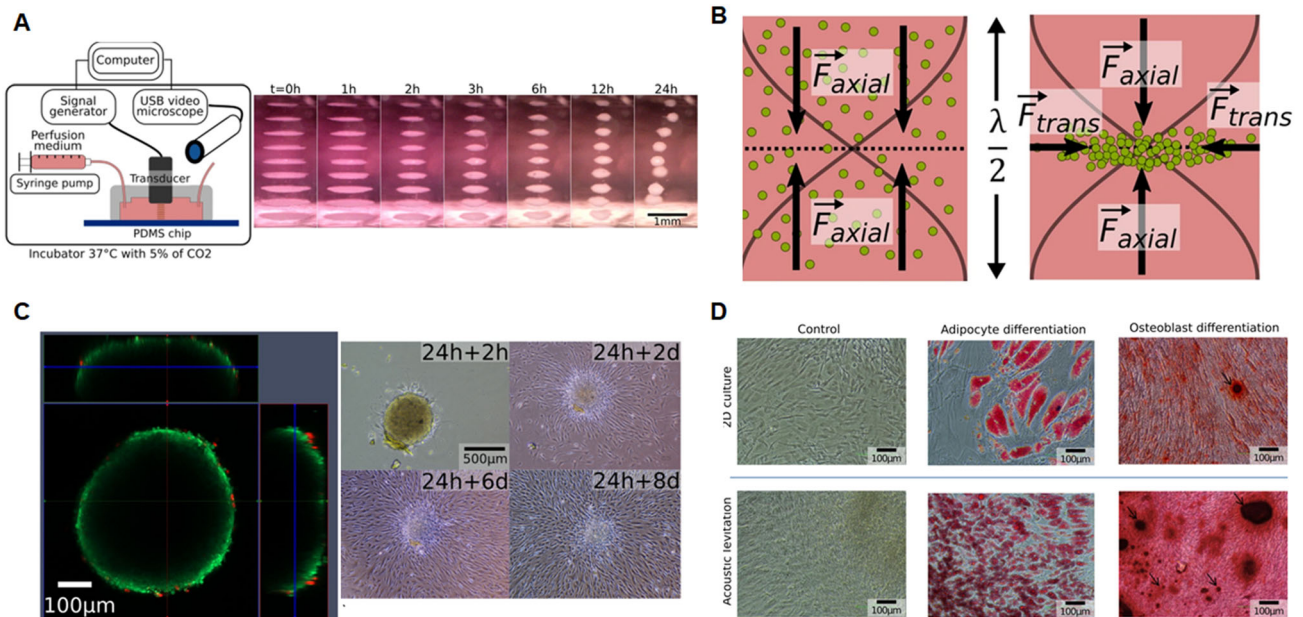 A
Computer
Signal
generator
USB video
microscope
Perfusion
medium
Syringe pump
Transducer
PDMS chip
Incubator 37°C with 5% of CO2
t=0h 1h 2h 3h 6h 12h 24h
1mm
B
F axial
F axial
λ
2
F axial
F trans
F trans
F axial
C
100μm
24h+2h
24h+2d
500μm
24h+6d
24h+8d
D
Control Adipocyte differentiation Osteoblast differentiation
2D culture
100μm 100μm 100μm
Acoustic levitation
100μm 100μm 100μm